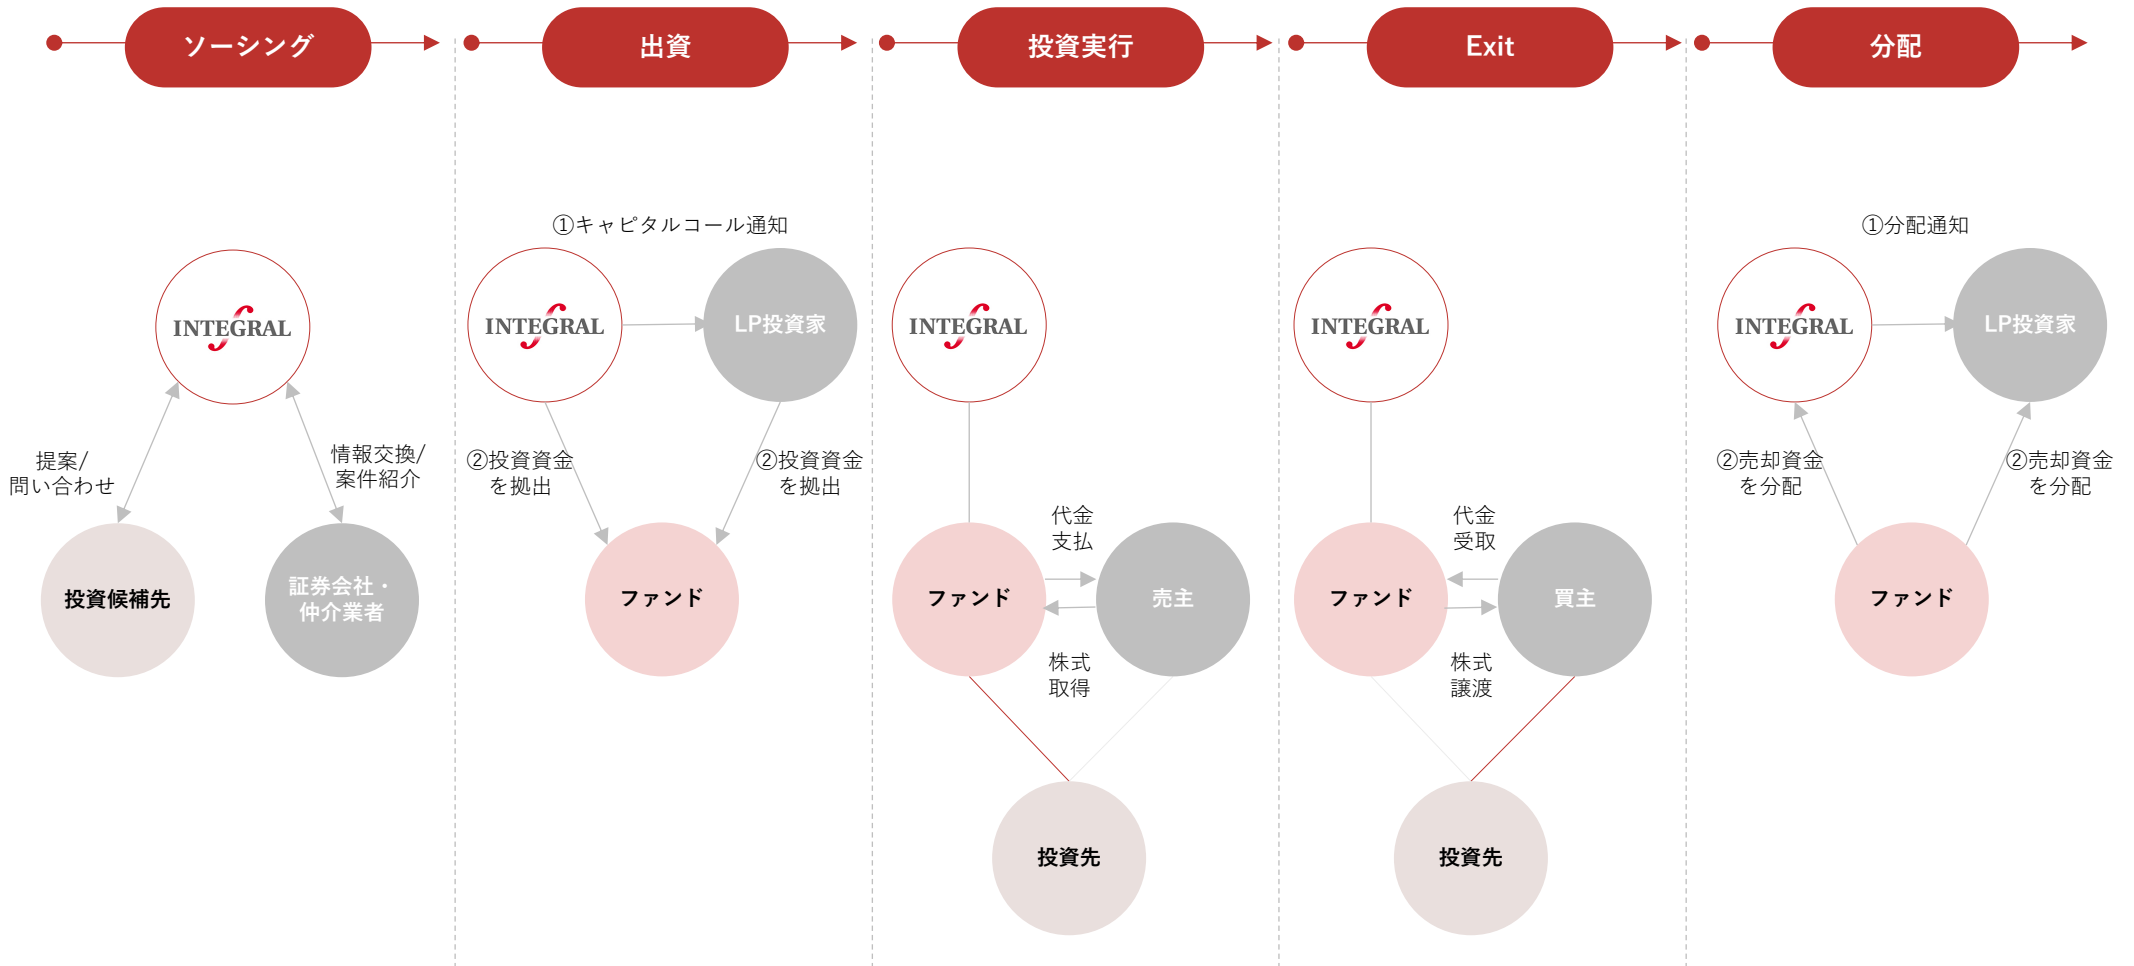 ソーシング
出資
投資実行
Exit
分配
INTEGRAL
提案/
問い合わせ
情報交換/
案件紹介
投資候補先
証券会社・
仲介業者
①キャピタルコール通知
INTEGRAL
LP投資家
②投資資金
を拠出
②投資資金
を拠出
ファンド
INTEGRAL
代金
支払
ファンド
売主
株式
取得
投資先
INTEGRAL
代金
受取
ファンド
買主
株式
譲渡
投資先
①分配通知
INTEGRAL
LP投資家
②売却資金
を分配
②売却資金
を分配
ファンド